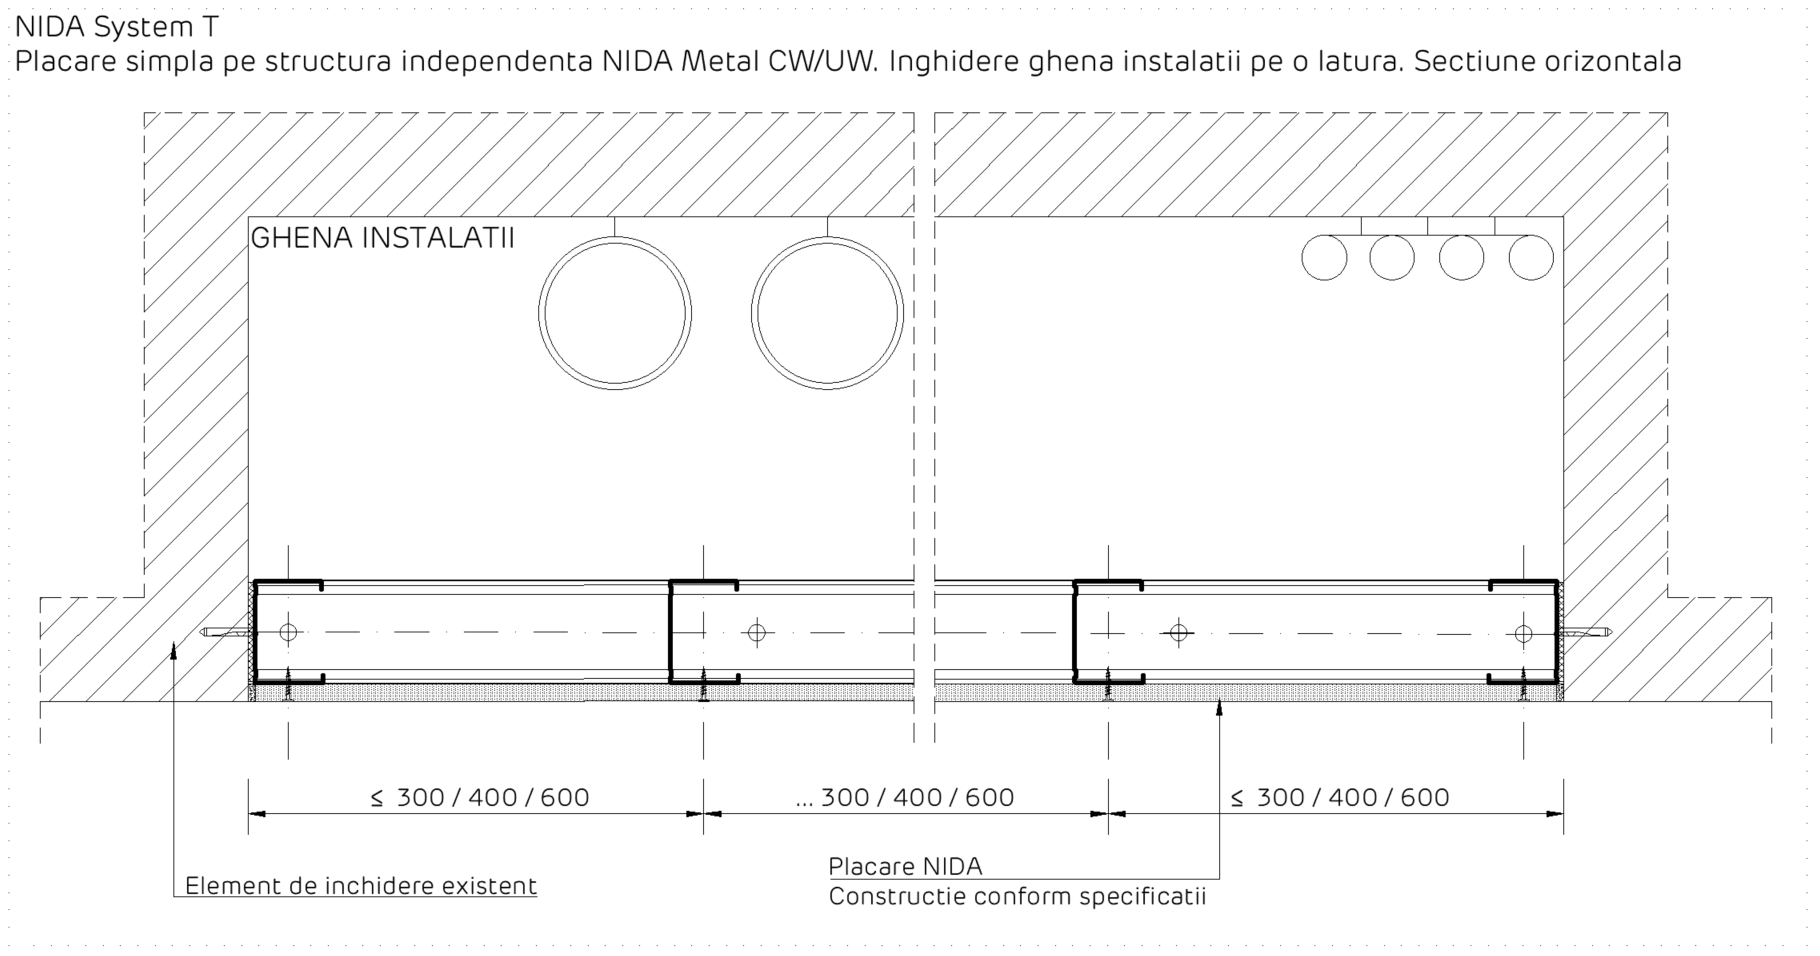 NIDA System T
Placare simpla pe structura independenta NIDA Metal CW/UW. Inghidere ghena instalatii pe o latura. Sectiune orizontala
GHENA INSTALATII
≤ 300 / 400 / 600
... 300 / 400 / 600
≤ 300 / 400 / 600
Element de inchidere existent
Placare NIDA
Constructie conform specificatii